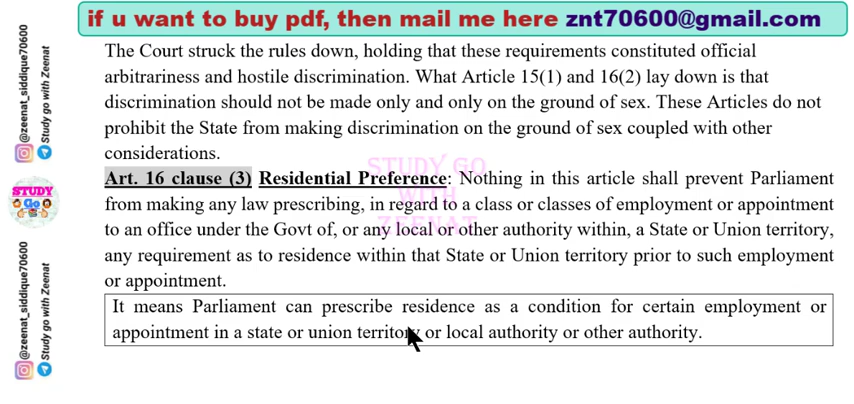 if u want to buy pdf, then mail me here znt70600@gmail.com
The Court struck the rules down, holding that these requirements constituted official
arbitrariness and hostile discrimination. What Article 15(1) and 16(2) lay down is that
discrimination should not be made only and only on the ground of sex. These Articles do not
prohibit the State from making discrimination on the ground of sex coupled with other
considerations.
Art. 16 clause (3) Residential Preference: Nothing in this article shall prevent Parliament
from making any law prescribing, in regard to a class or classes of employment or appointment
to an office under the Govt of, or any local or other authority within, a State or Union territory,
any requirement as to residence within that State or Union territory prior to such employment
or appointment.
It means Parliament can prescribe residence as a condition for certain employment or
appointment in a state or union territory or local authority or other authority.
STUDY GO
WITH
ZEENAT
@zeenat_siddique70600
Study go with Zeenat
STUDY
Go
@zeenat_siddique70600
Study go with Zeenat